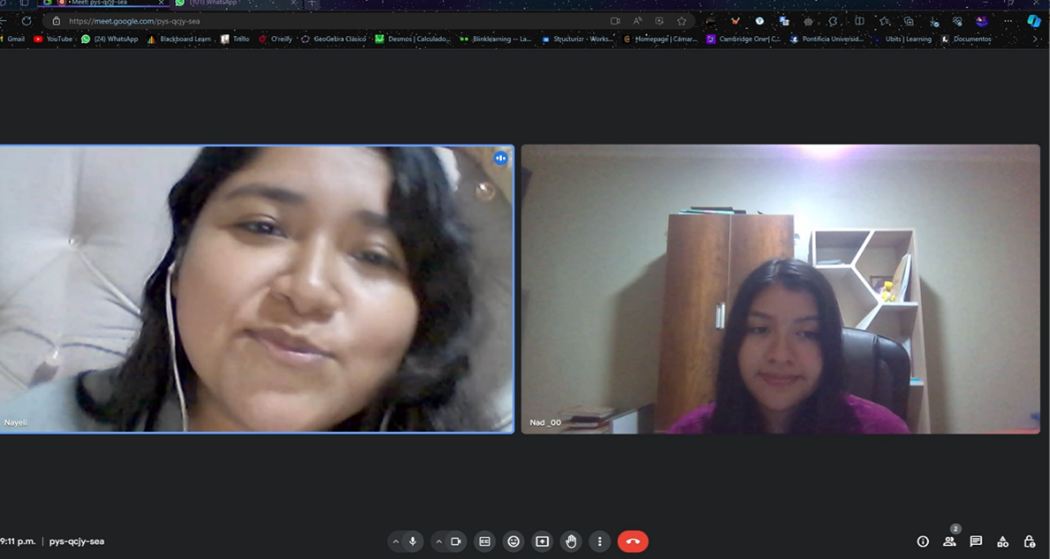 Meet: pys-qcjy-sea
(101) WhatsApp
https://meet.google.com/pys-qcjy-sea
Gmail YouTube (24) WhatsApp Blackboard Learn Trello O'reilly GeoGebra Clásico Desmos | Calculado... Blinklearning -- La... Structurizr - Works... Homepage | Cámar... Cambridge One | C... Pontificia Universid... Ubits | Learning Documentos
Nayeli
Nad _00
9:11 p.m. | pys-qcjy-sea
2